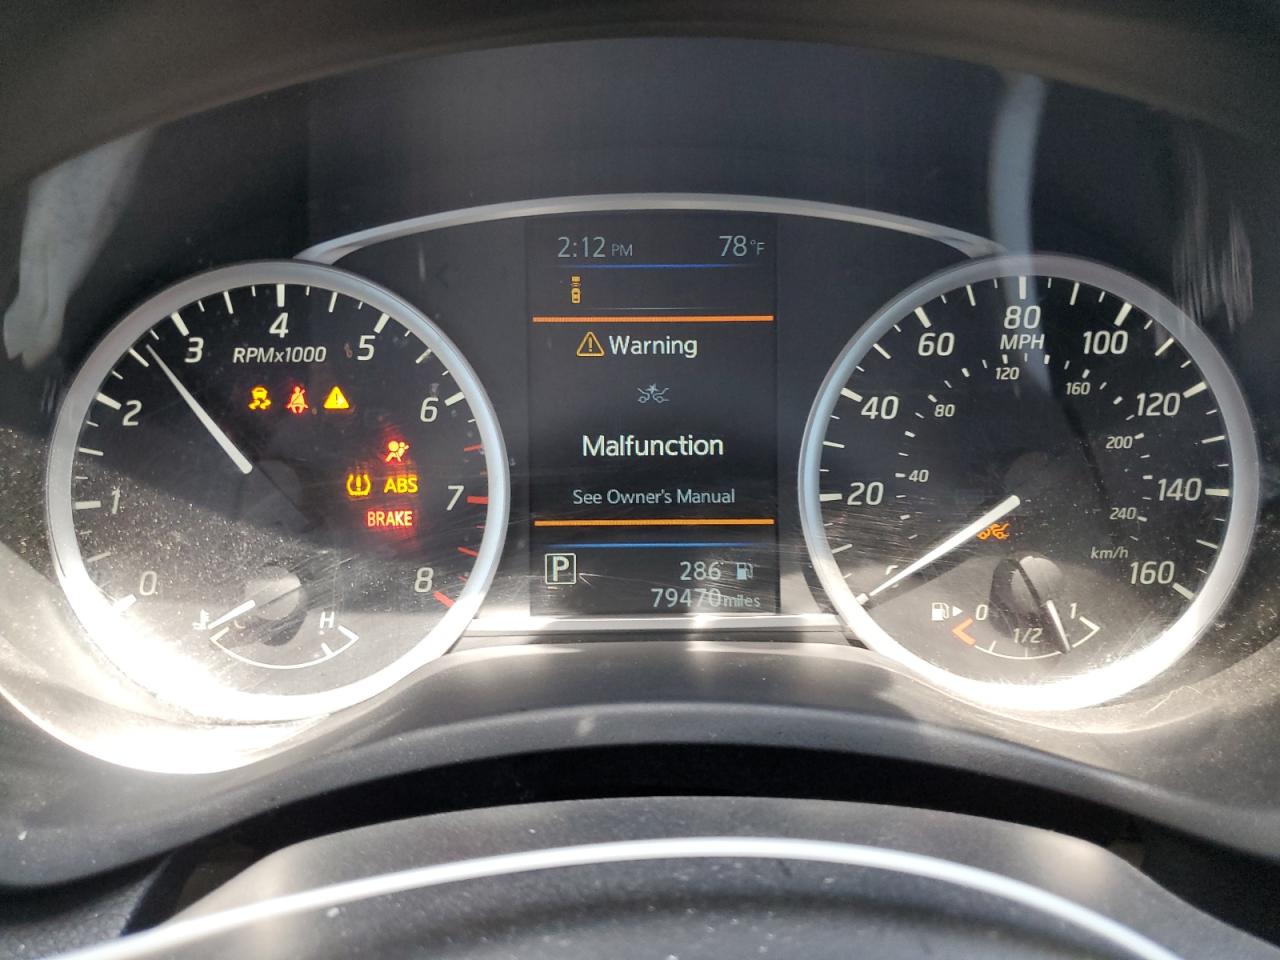 2:12 PM 78°F
Warning
Malfunction
See Owner's Manual
P 286
79470 miles
0 1 2 3 4 5 6 7 8
RPMx1000
ABS
BRAKE
H
20 40 60 80 100 120 140 160
MPH
40 80 120 160 200 240
km/h
0 1/2 1